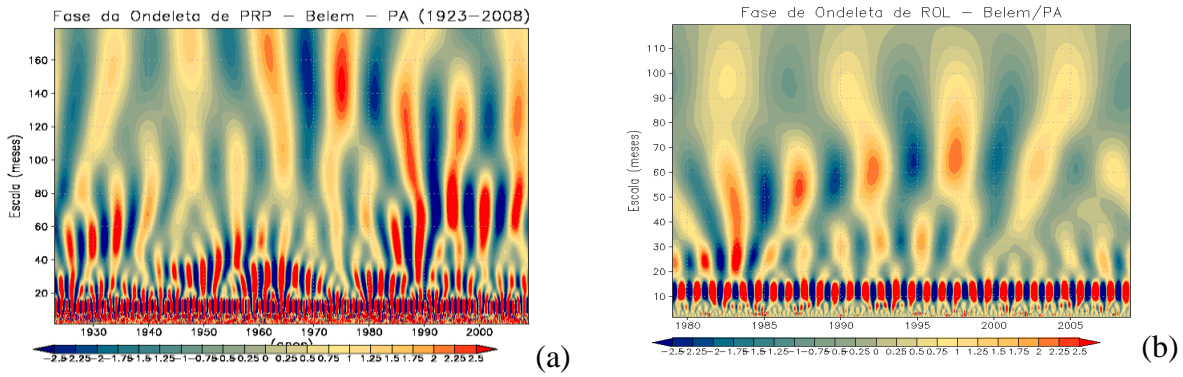 Fase da Ondeleta de PRP – Belem – PA (1923–2008)
Escala (meses)
160
140
120
100
80
60
40
20
1930 1940 1950 1960 1970 1980 1990 2000
−2.5−2.25−2−1.75−1.5−1.25−1−0.75−0.5−0.25 0 0.25 0.5 0.75 1 1.25 1.5 1.75 2 2.25 2.5
(a)
Fase de Ondeleta de ROL – Belem/PA
Escala (meses)
110
100
90
80
70
60
50
40
30
20
10
1980 1985 1990 1995 2000 2005
−2.5−2.25−2−1.75−1.5−1.25−1−0.75−0.5−0.25 0 0.25 0.5 0.75 1 1.25 1.5 1.75 2 2.25 2.5
(b)